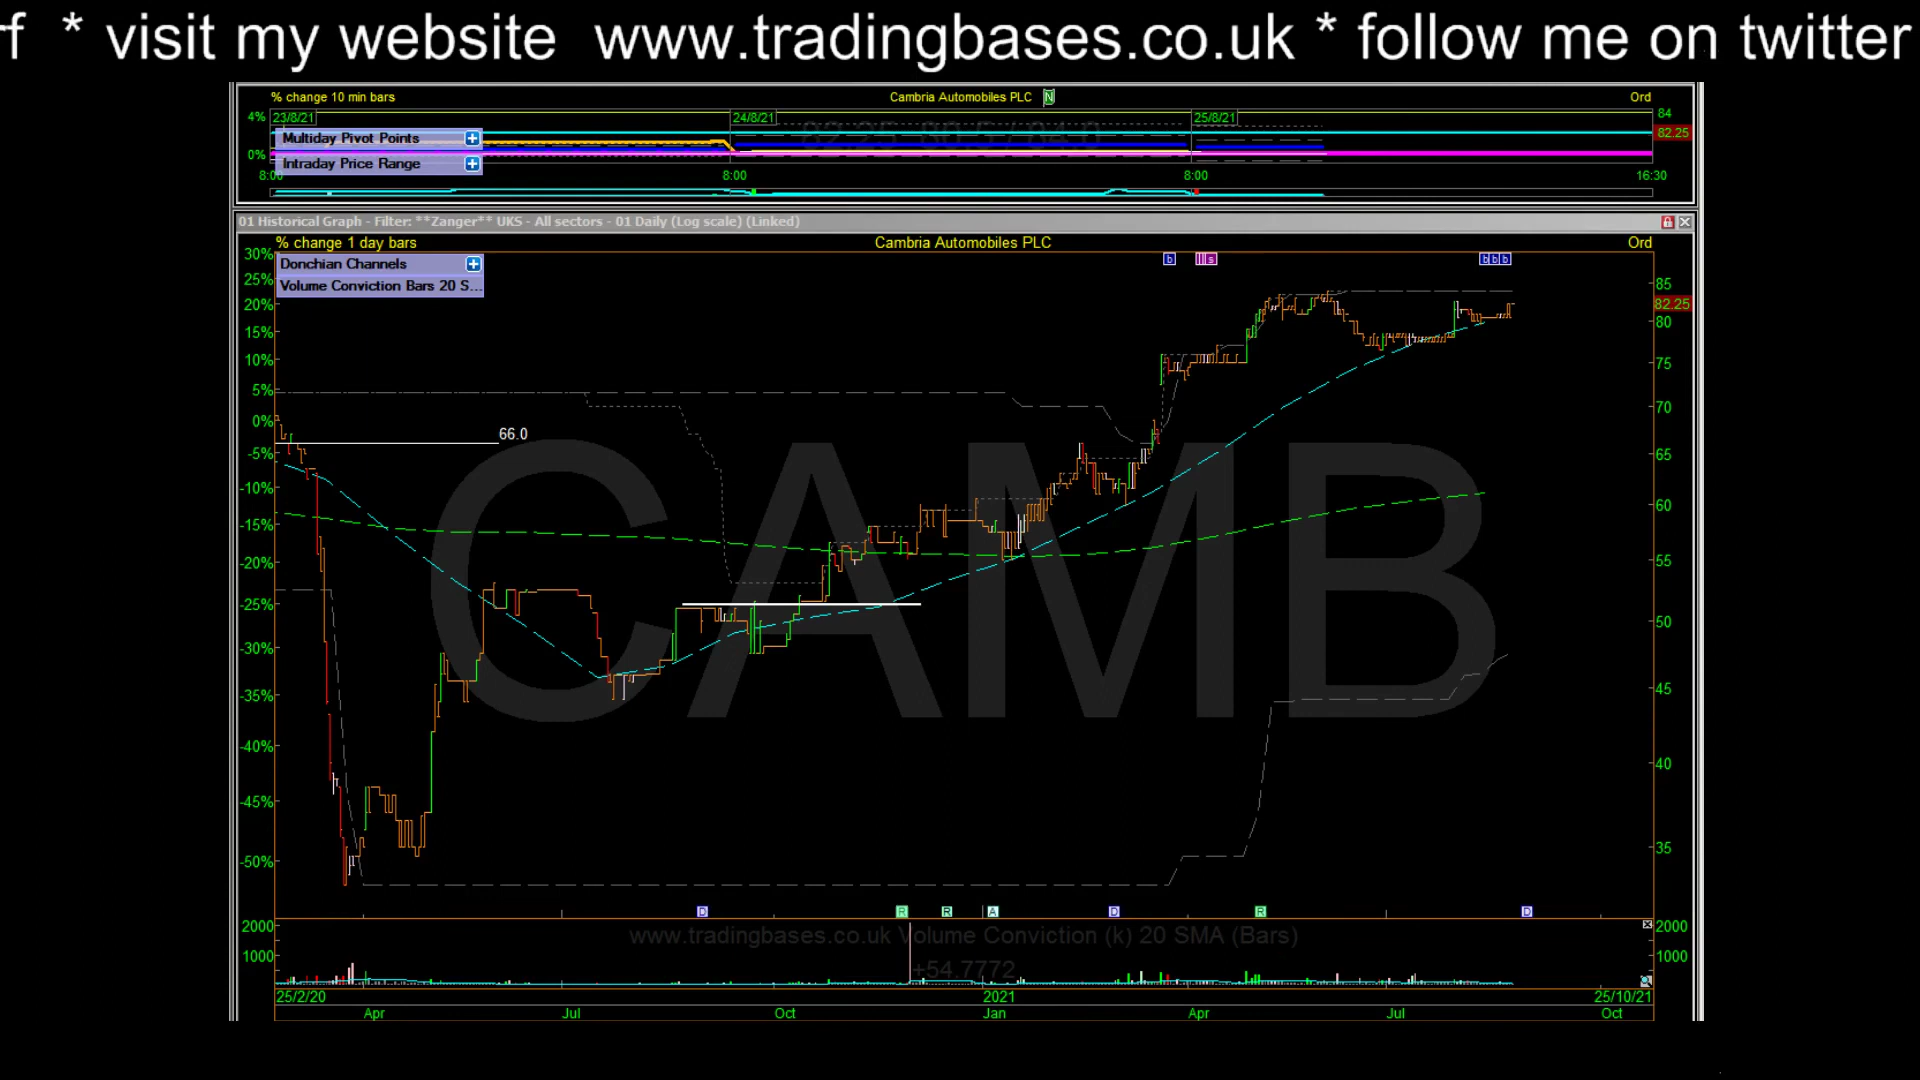 rf * visit my website www.tradingbases.co.uk * follow me on twitter
% change 10 min bars Cambria Automobiles PLC N Ord
4% 23/8/21 24/8/21 25/8/21 84
Multiday Pivot Points 82.25
0% Intraday Price Range
8:00 8:00 8:00 16:30
01 Historical Graph - Filter: **Zanger** UKS - All sectors - 01 Daily (Log scale) (Linked)
% change 1 day bars Cambria Automobiles PLC Ord
30% Donchian Channels b s b b b
25% 85
Volume Conviction Bars 20 S...
20% 82.25
15% 80
10% 75
5% 70
0%
66.0
-5% 65
-10% 60
-15%
-20% 55
-25% 50
-30%
-35% 45
-40% 40
-45%
-50% 35
CAMB
D R R A D R D
2000 www.tradingbases.co.uk Volume Conviction (k) 20 SMA (Bars) 2000
1000 +54.7772 1000
25/2/20 2021 25/10/21
Apr Jul Oct Jan Apr Jul Oct